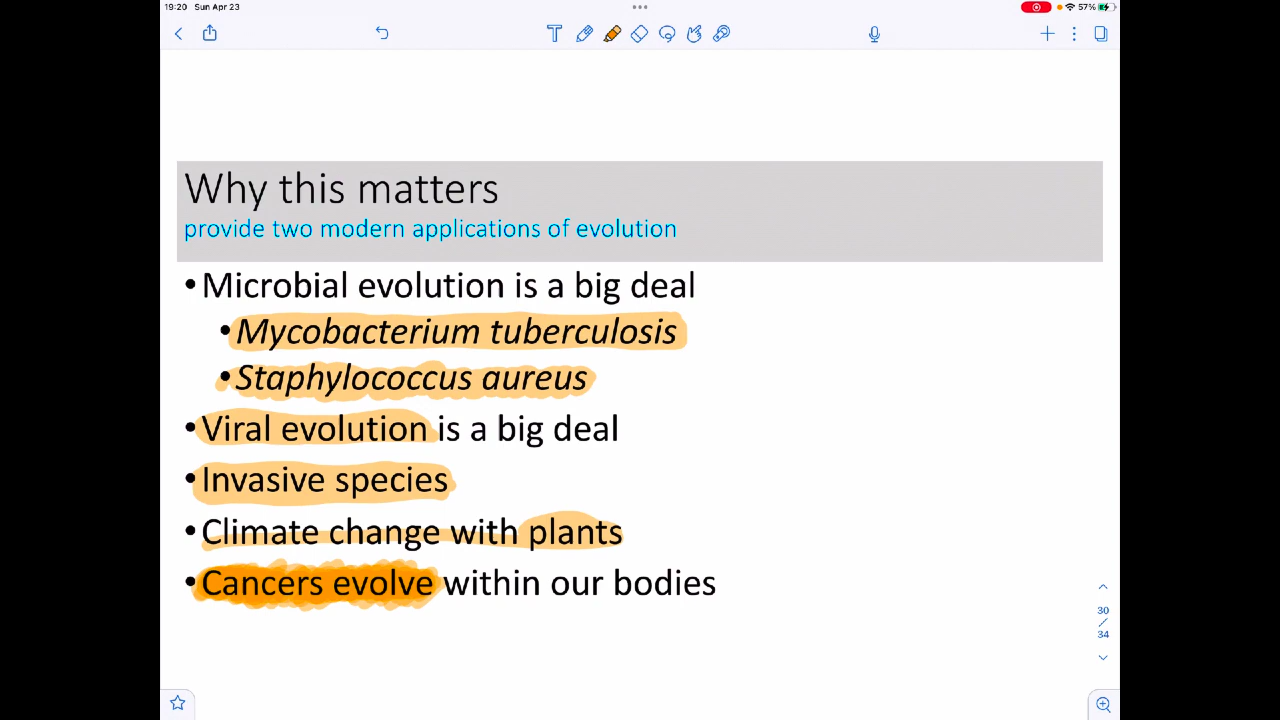 19:20 Sun Apr 23
57%
T
Why this matters
provide two modern applications of evolution
•Microbial evolution is a big deal
•Mycobacterium tuberculosis
•Staphylococcus aureus
•Viral evolution is a big deal
•Invasive species
•Climate change with plants
•Cancers evolve within our bodies
30
/
34